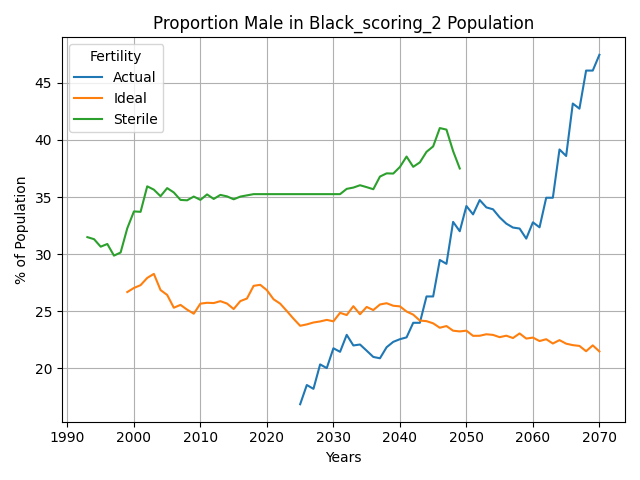 Proportion Male in Black_scoring_2 Population
Fertility
Actual
Ideal
Sterile
% of Population
45
40
35
30
25
20
1990 2000 2010 2020 2030 2040 2050 2060 2070
Years